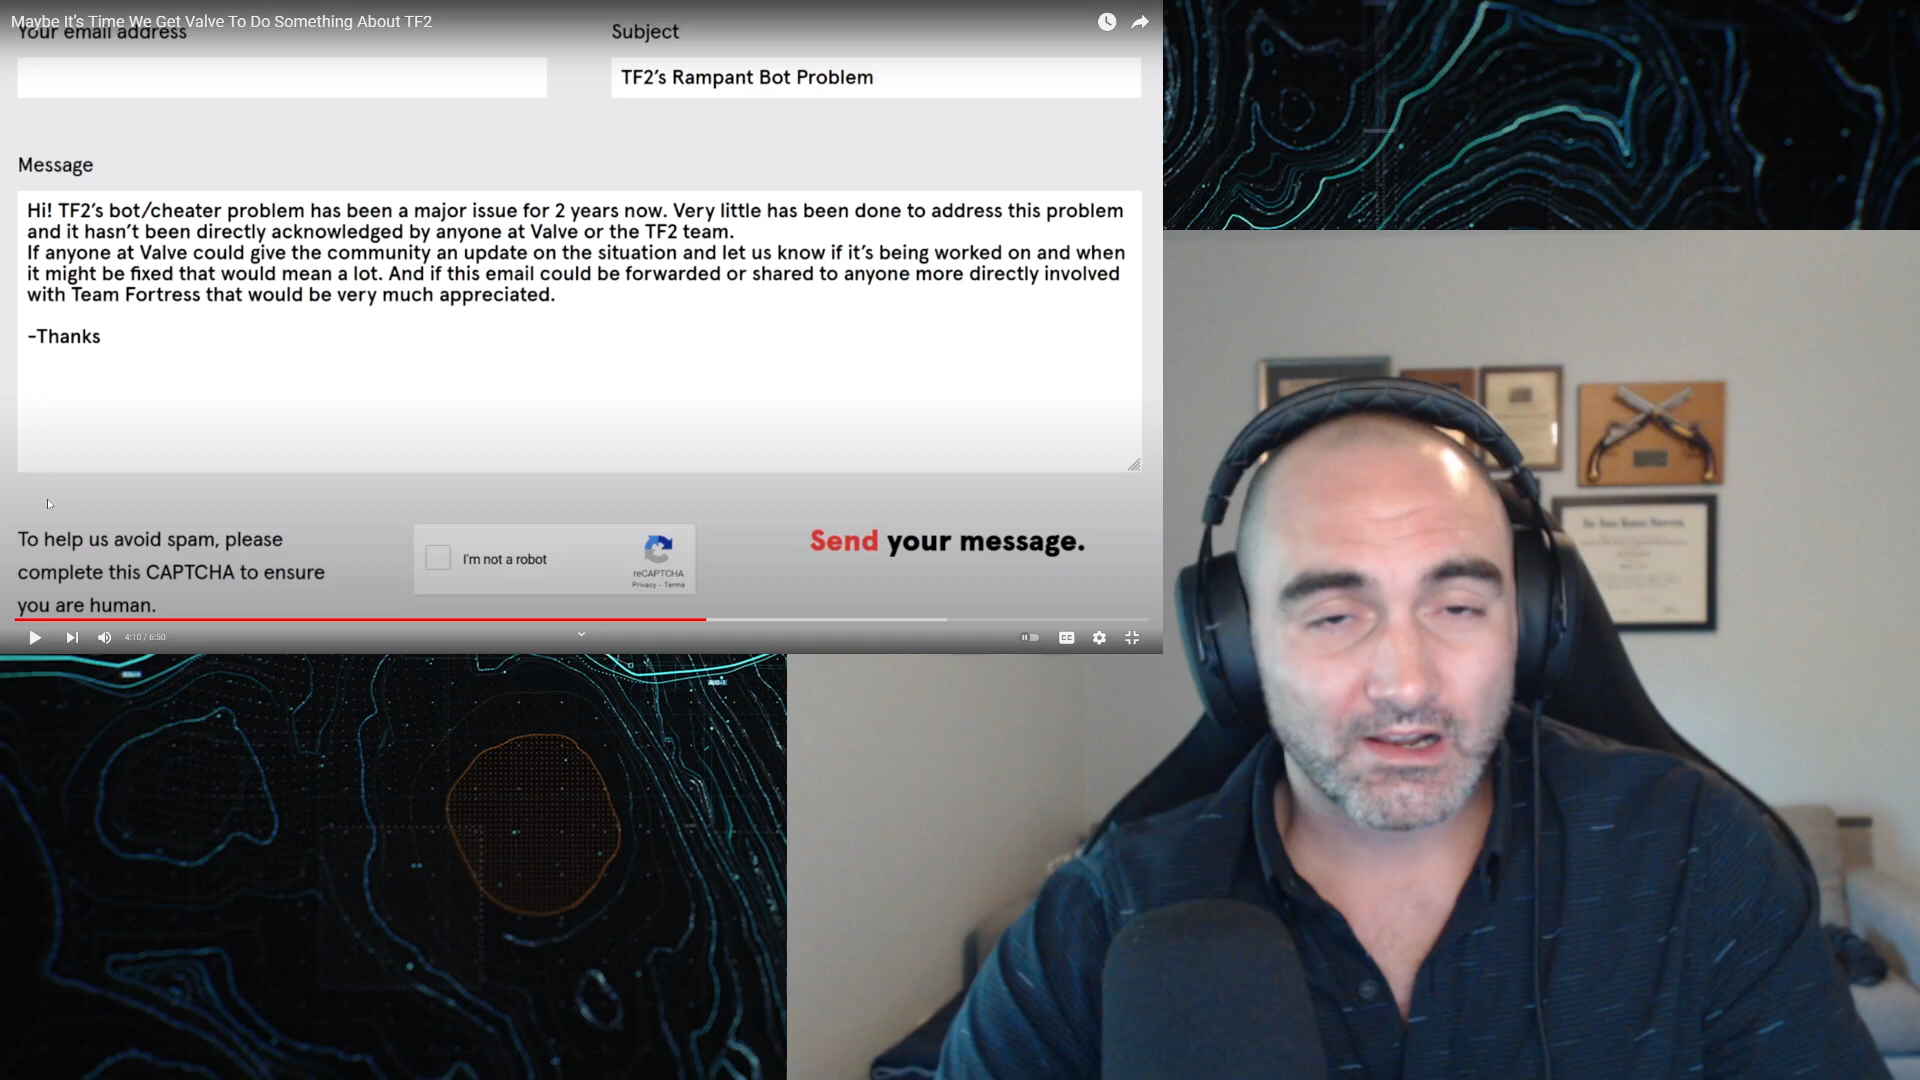 Maybe It's Time We Get Valve To Do Something About TF2
Your email address
Subject
TF2's Rampant Bot Problem
Message
Hi! TF2's bot/cheater problem has been a major issue for 2 years now. Very little has been done to address this problem
and it hasn't been directly acknowledged by anyone at Valve or the TF2 team.
If anyone at Valve could give the community an update on the situation and let us know if it's being worked on and when
it might be fixed that would mean a lot. And if this email could be forwarded or shared to anyone more directly involved
with Team Fortress that would be very much appreciated.
-Thanks
To help us avoid spam, please
complete this CAPTCHA to ensure
you are human.
I'm not a robot
reCAPTCHA
Privacy - Terms
Send your message.
4:10 / 6:50
CC